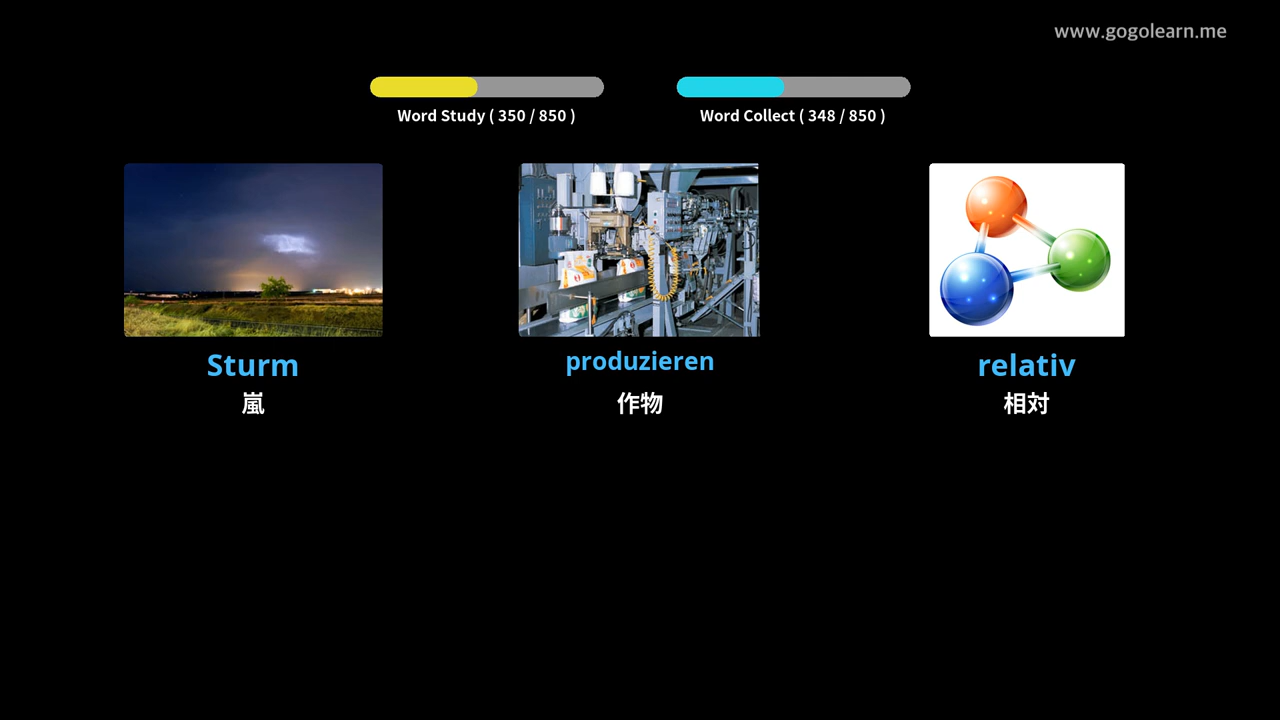 www.gogolearn.me
Word Study ( 350 / 850 )
Word Collect ( 348 / 850 )
Sturm
嵐
produzieren
作物
relativ
相対